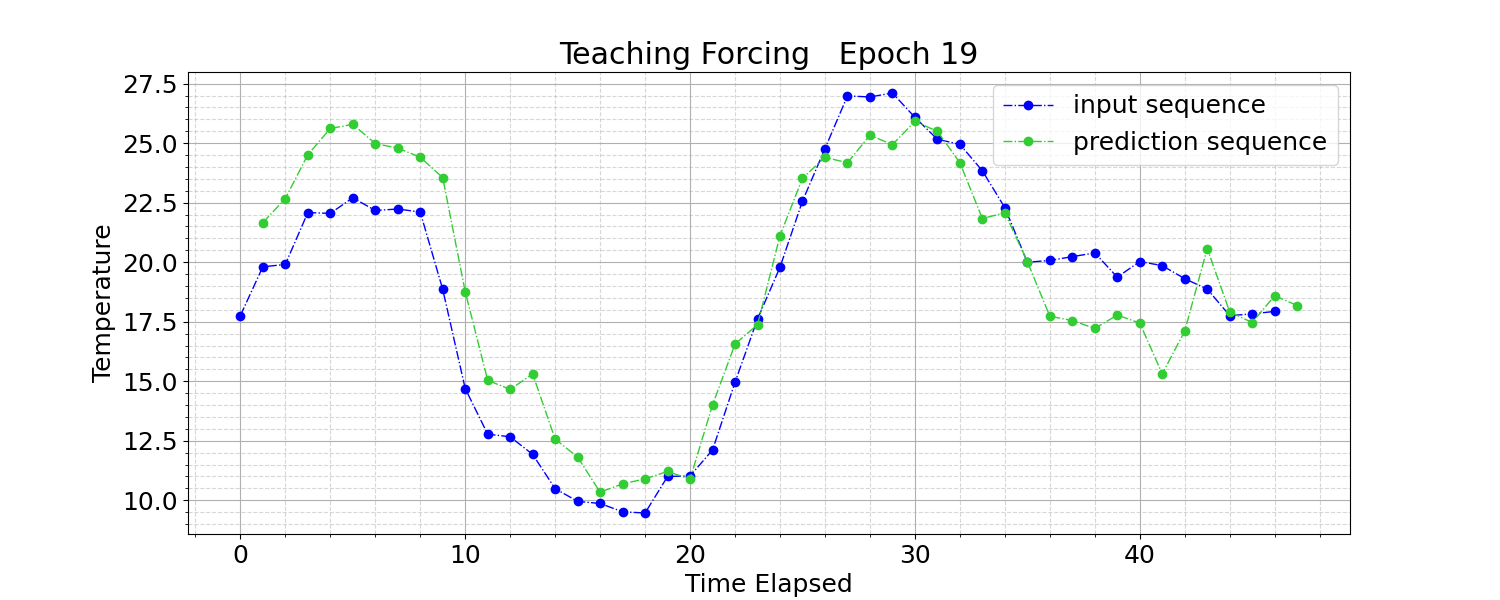 Teaching Forcing   Epoch 19
27.5
25.0
22.5
20.0
17.5
15.0
12.5
10.0
Temperature
input sequence
prediction sequence
0 10 20 30 40
Time Elapsed